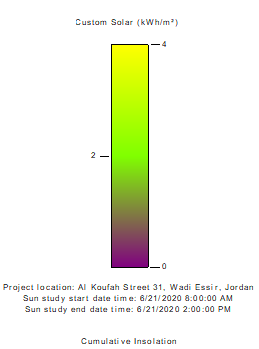 Custom Solar (kWh/m²)
4
2
0
Project location: Al Koufah Street 31, Wadi Essir, Jordan
Sun study start date time: 6/21/2020 8:00:00 AM
Sun study end date time: 6/21/2020 2:00:00 PM
Cumulative Insolation